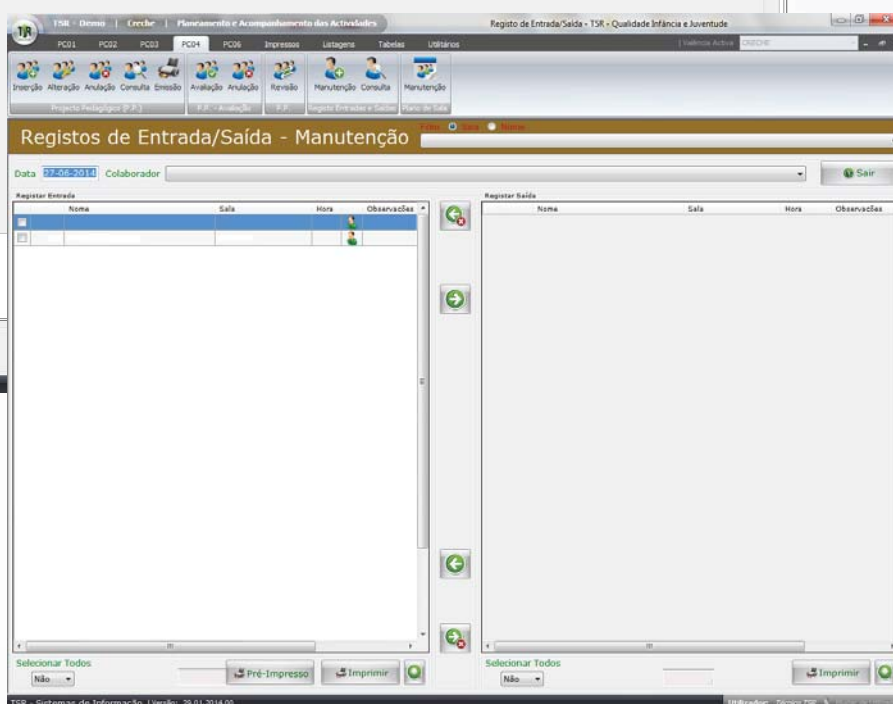 TSR - Demo | Creche | Planeamento e Acompanhamento das Actividades
Registo de Entrada/Saída - TSR - Qualidade Infância e Juventude
TSR
PC01 PC02 PC03 PC04 PC06 Impressos Listagens Tabelas Utilitários
Valência Activa CRECHE
Inserção Alteração Anulação Consulta Emissão Avaliação Anulação Revisão Manutenção Consulta Manutenção
Projecto Pedagógico (P.P.) P.P. - Avaliação P.P. Registo Entradas e Saídas Plano de Sala
Registos de Entrada/Saída - Manutenção
Data 27-06-2014 Colaborador
Sair
Registar Entrada Registar Saída
Nome Sala Hora Observações Nome Sala Hora Observações
Selecionar Todos Selecionar Todos
Não Pré-Impresso Imprimir Não Imprimir
TSR - Sistemas de Informação (Versão: 29.01.2014.00
Utilizador: Técnico TSR